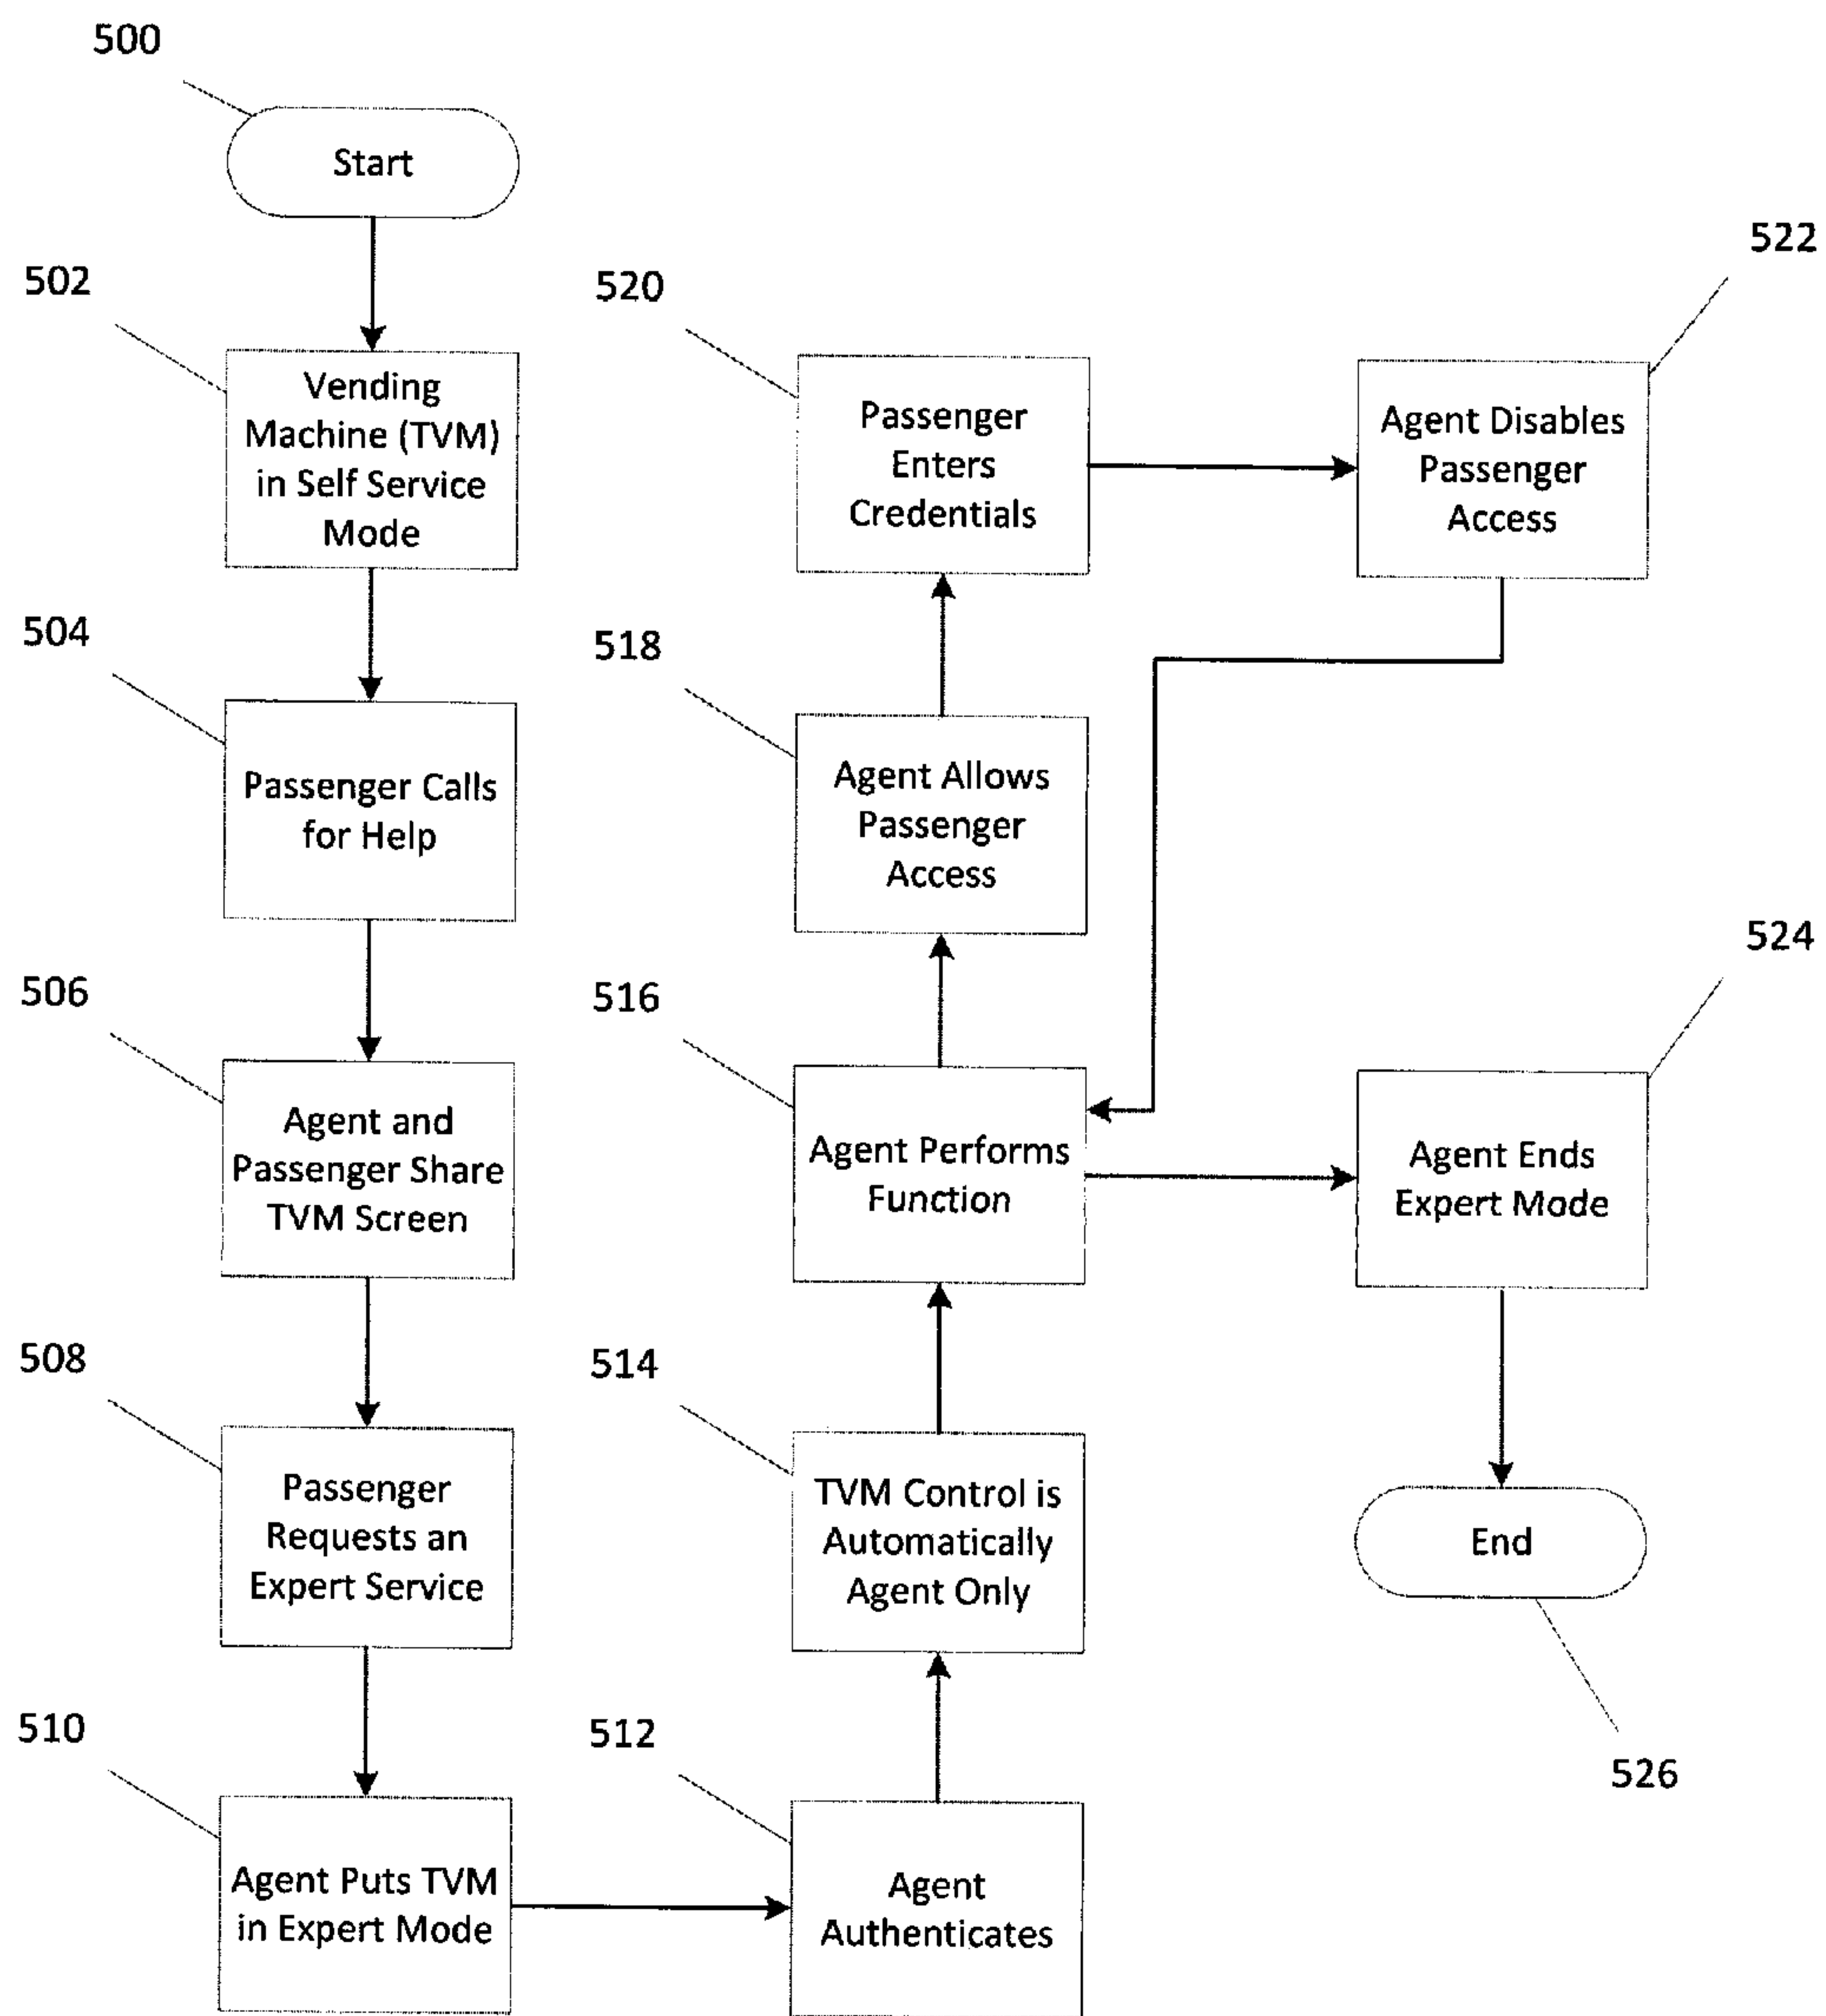 500
Start
502
Vending
Machine (TVM)
in Self Service
Mode
504
Passenger Calls
for Help
506
Agent and
Passenger Share
TVM Screen
508
Passenger
Requests an
Expert Service
510
Agent Puts TVM
in Expert Mode
512
Agent
Authenticates
514
TVM Control is
Automatically
Agent Only
516
Agent Performs
Function
518
Agent Allows
Passenger
Access
520
Passenger
Enters
Credentials
522
Agent Disables
Passenger
Access
524
Agent Ends
Expert Mode
End
526